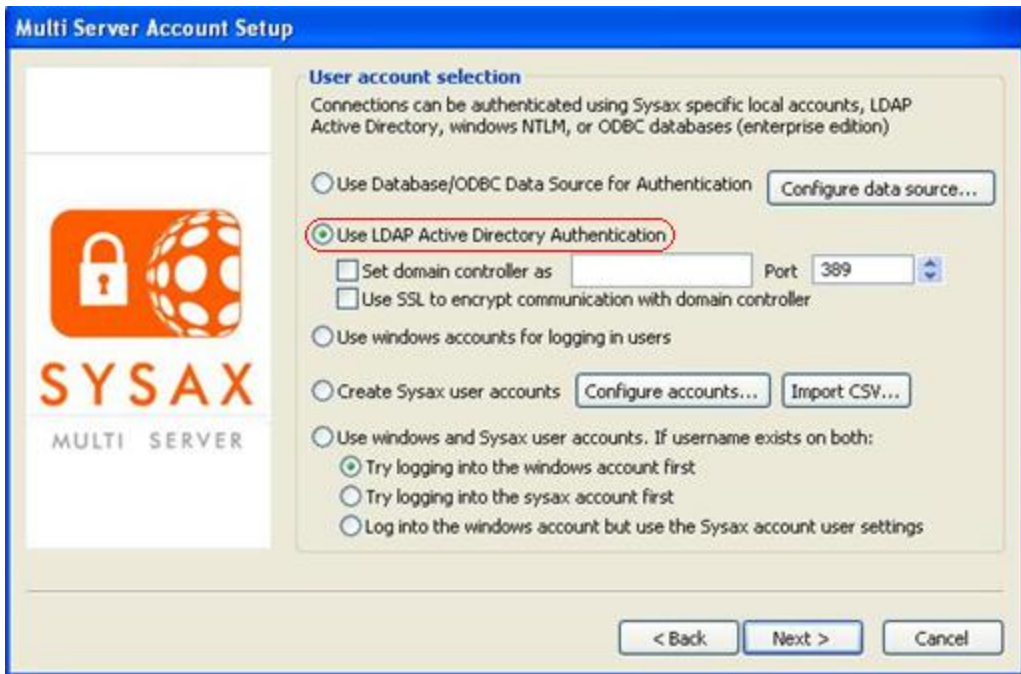 Multi Server Account Setup
User account selection
Connections can be authenticated using Sysax specific local accounts, LDAP
Active Directory, windows NTLM, or ODBC databases (enterprise edition)
Use Database/ODBC Data Source for Authentication Configure data source...
Use LDAP Active Directory Authentication
Set domain controller as Port 389
Use SSL to encrypt communication with domain controller
Use windows accounts for logging in users
Create Sysax user accounts Configure accounts... Import CSV...
Use windows and Sysax user accounts. If username exists on both:
Try logging into the windows account first
Try logging into the sysax account first
Log into the windows account but use the Sysax account user settings
SYSAX
MULTI SERVER
< Back Next > Cancel